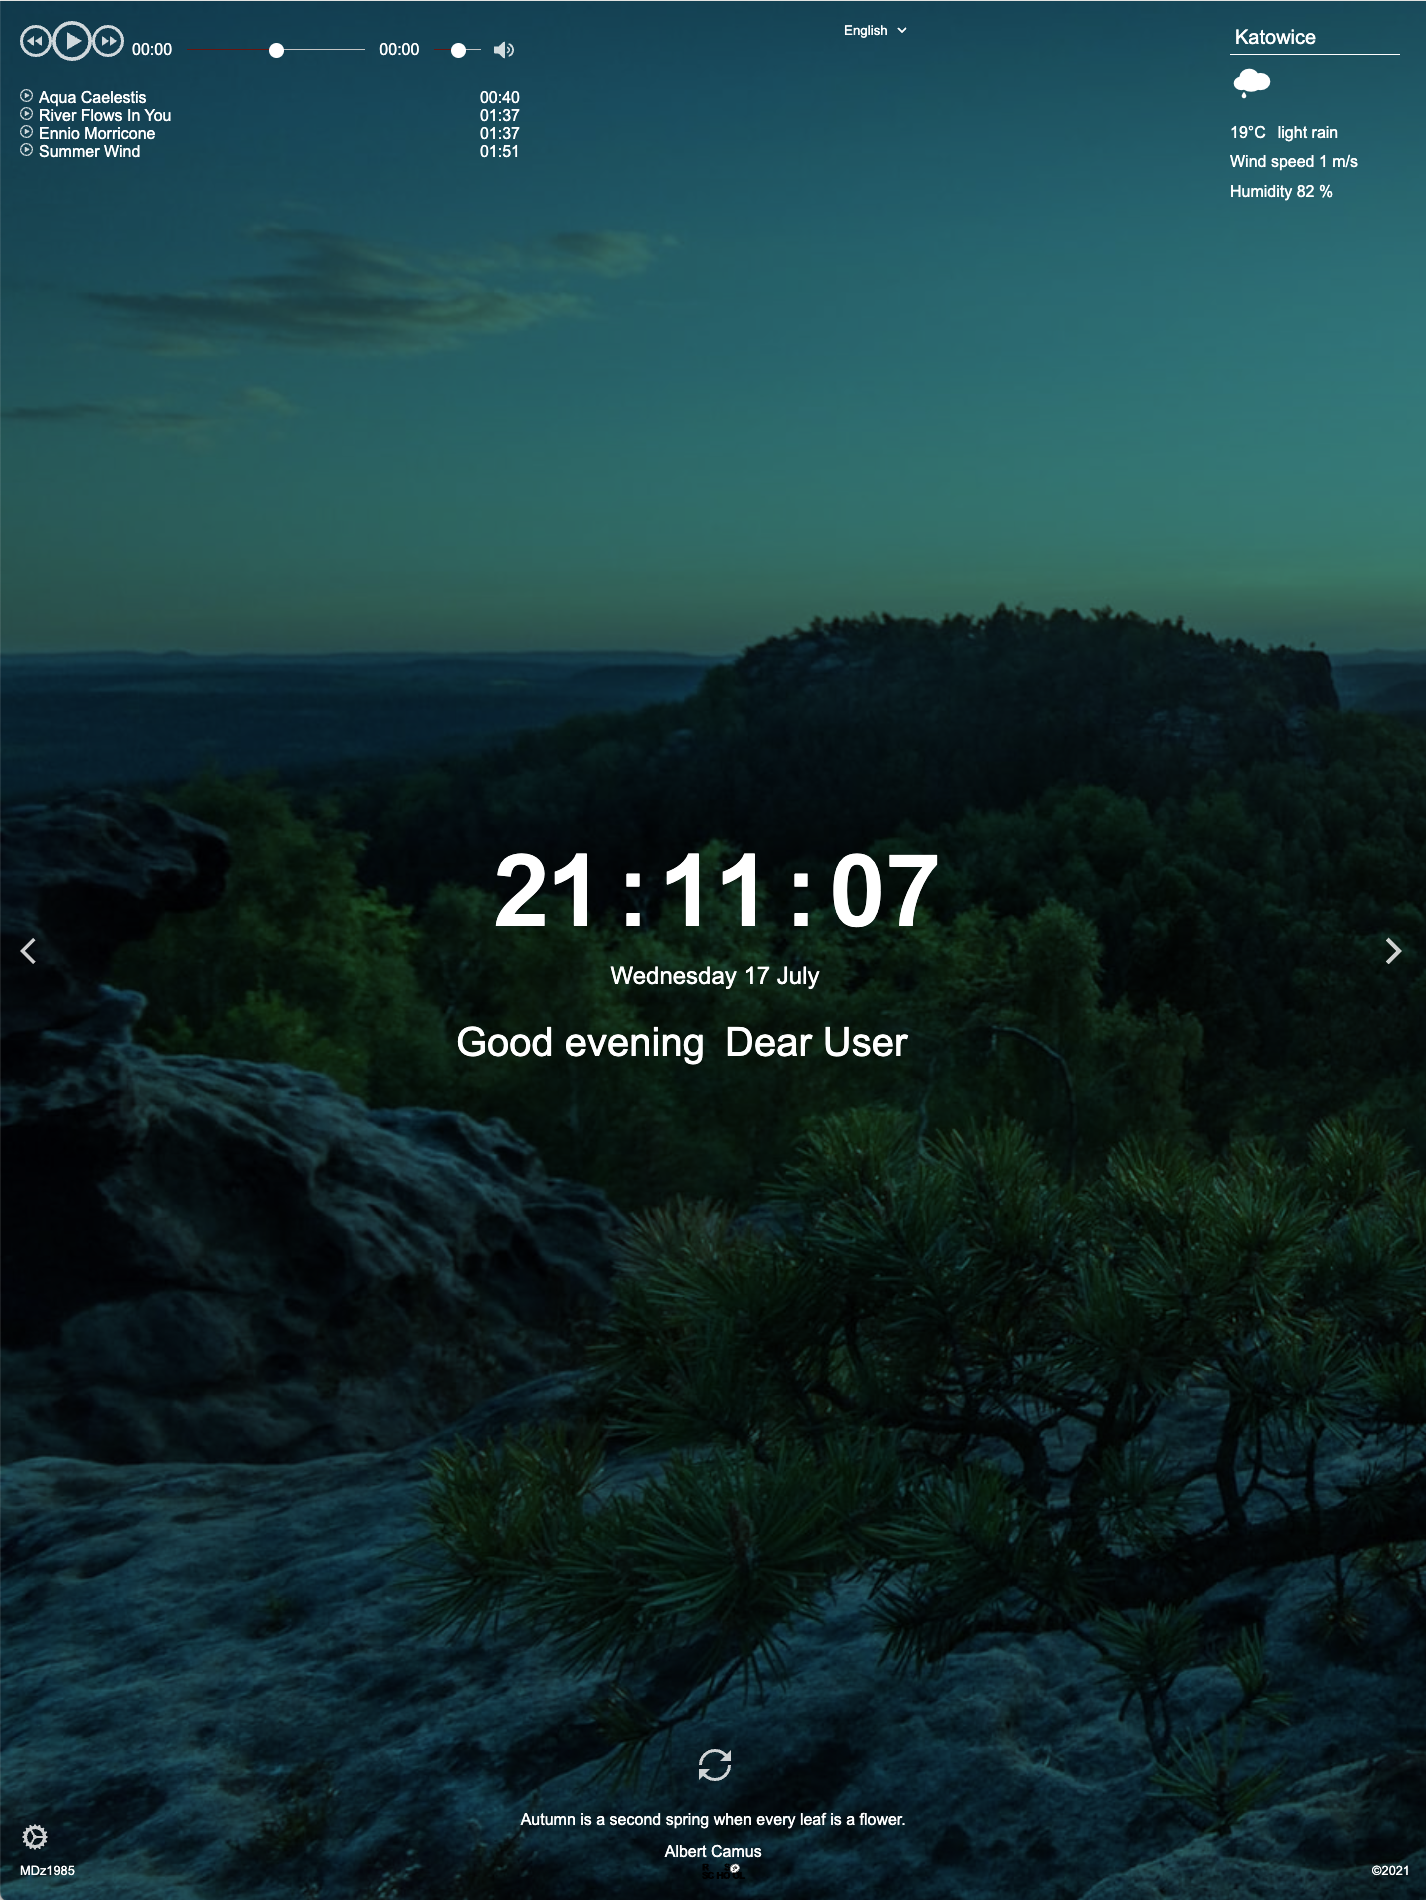 00:00 00:00
English
Katowice
Aqua Caelestis 00:40
River Flows In You 01:37
Ennio Morricone 01:37
Summer Wind 01:51
19°C light rain
Wind speed 1 m/s
Humidity 82 %
21:11:07
Wednesday 17 July
Good evening Dear User
Autumn is a second spring when every leaf is a flower.
Albert Camus
MDz1985
©2021